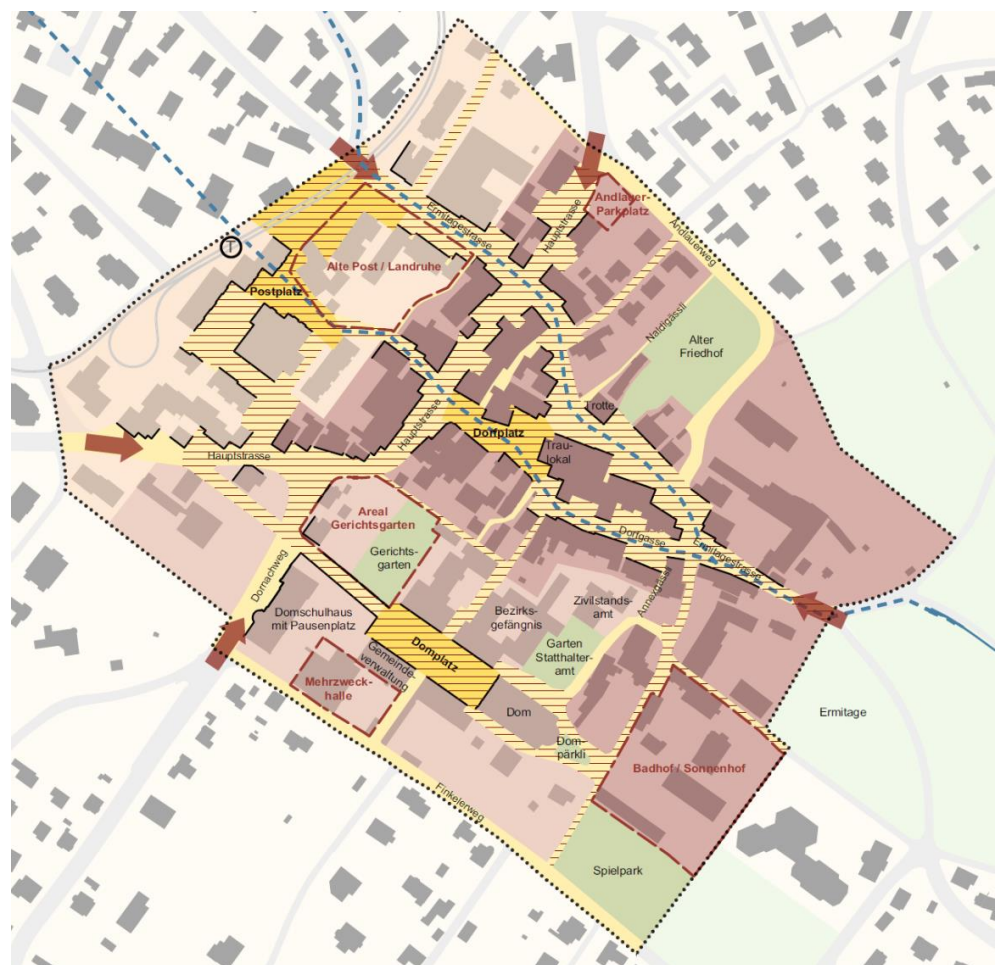 Andlauer-
Parkplatz
Ermitagestrasse
Hauptstrasse
Andlauerweg
T
Alte Post / Landruhe
Postplatz
Nadigässli
Alter
Friedhof
Trotte
Hauptstrasse
Dorfplatz
Trau-
lokal
Hauptstrasse
Areal
Gerichtsgarten
Gerichts-
garten
Dorfgasse
Ermitagestrasse
Dornachweg
Annexgässli
Domschulhaus
mit Pausenplatz
Bezirks-
gefängnis
Zivilstands-
amt
Domplatz
Gemeinde-
verwaltung
Garten
Statthalter-
amt
Mehrzweck-
halle
Dom
Dom-
pärkli
Ermitage
Badhof / Sonnenhof
Finkelerweg
Spielpark